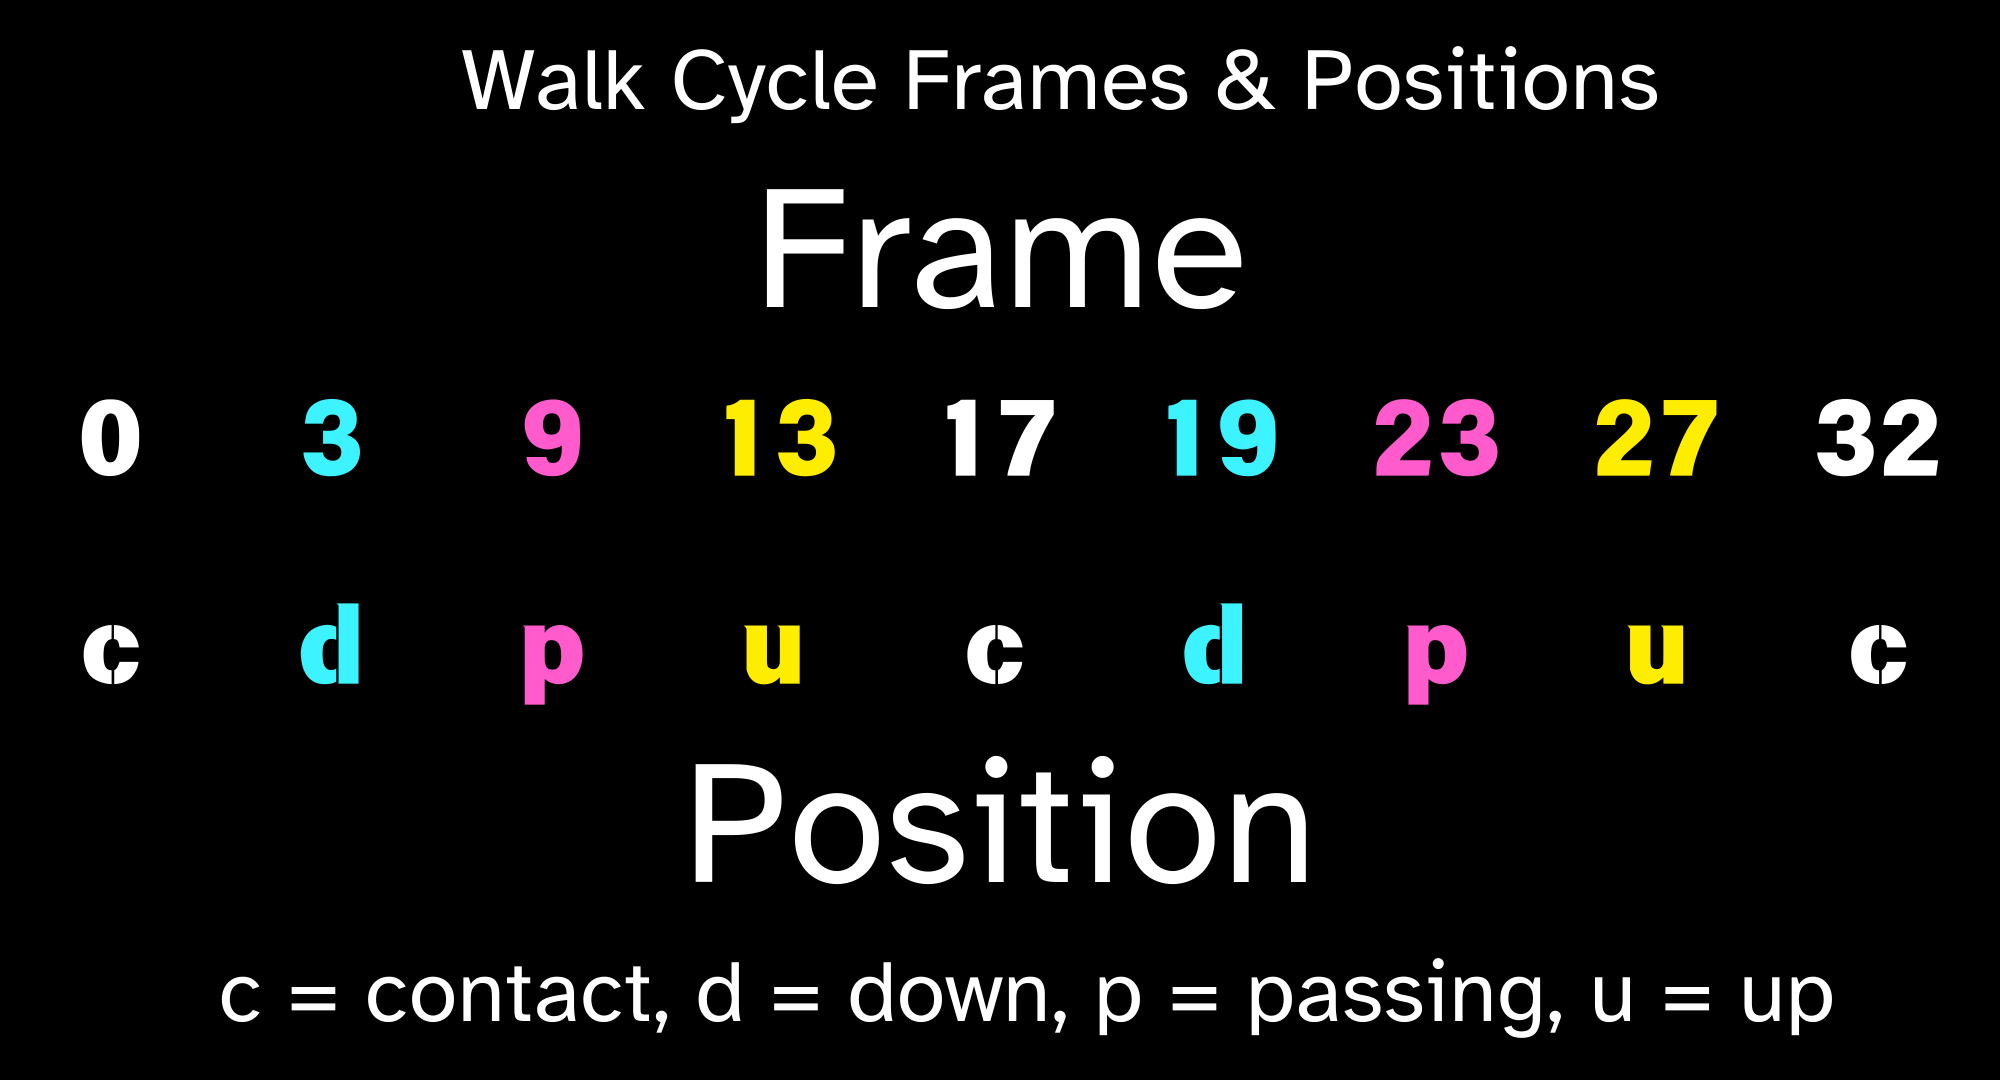 Walk Cycle Frames & Positions
Frame
0 3 9 13 17 19 23 27 32
c d p u c d p u c
Position
c = contact, d = down, p = passing, u = up